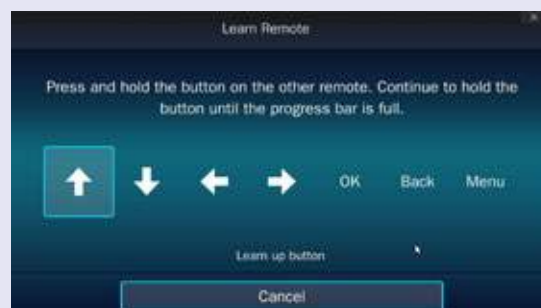 Learn Remote
Press and hold the button on the other remote. Continue to hold the
button until the progress bar is full.
OK Back Menu
Learn up button
Cancel